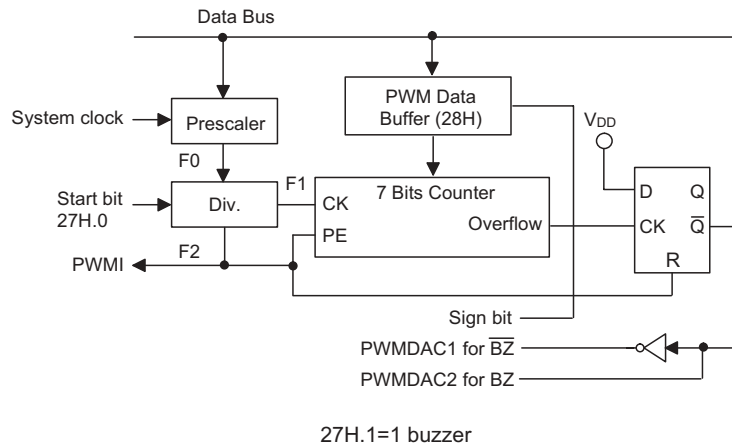 Data Bus
System clock
Prescaler
PWM Data
Buffer (28H)
VDD
F0
Start bit
27H.0
Div.
F1
7 Bits Counter
CK
PE
Overflow
D
Q
CK
Q̅
R
F2
PWMI
Sign bit
PWMDAC1 for B̅Z̅
PWMDAC2 for BZ
27H.1=1 buzzer